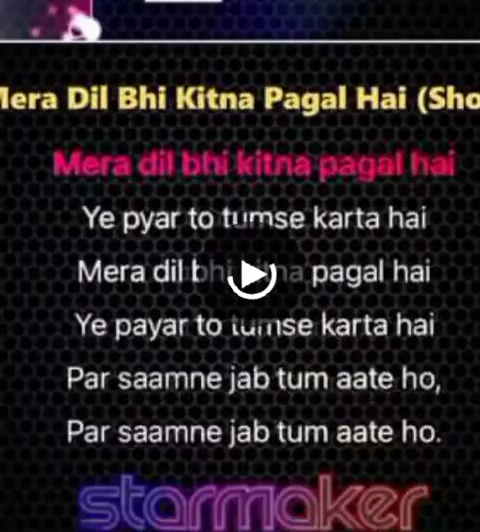 Mera Dil Bhi Kitna Pagal Hai (Sho
Mera dil bhi kitna pagal hai
Ye pyar to tumse karta hai
Mera dil bhi kitna pagal hai
Ye payar to tumse karta hai
Par saamne jab tum aate ho,
Par saamne jab tum aate ho.
starmaker